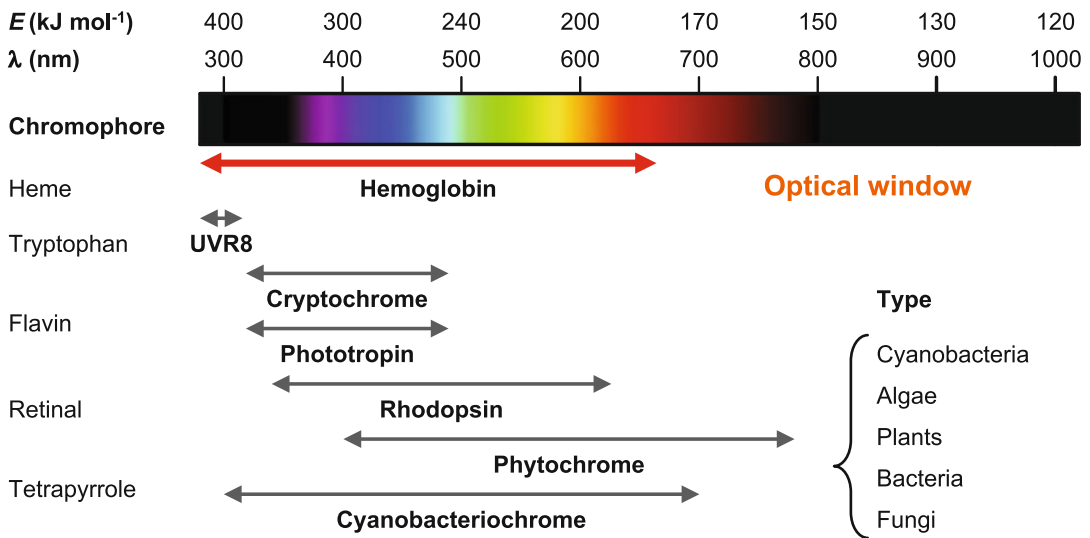 E (kJ mol-1) 400 300 240 200 170 150 130 120
λ (nm) 300 400 500 600 700 800 900 1000
Chromophore
Heme Hemoglobin Optical window
Tryptophan UVR8
Cryptochrome Type
Flavin
Phototropin Cyanobacteria
Algae
Retinal Rhodopsin
Plants
Phytochrome
Bacteria
Tetrapyrrole
Cyanobacteriochrome Fungi